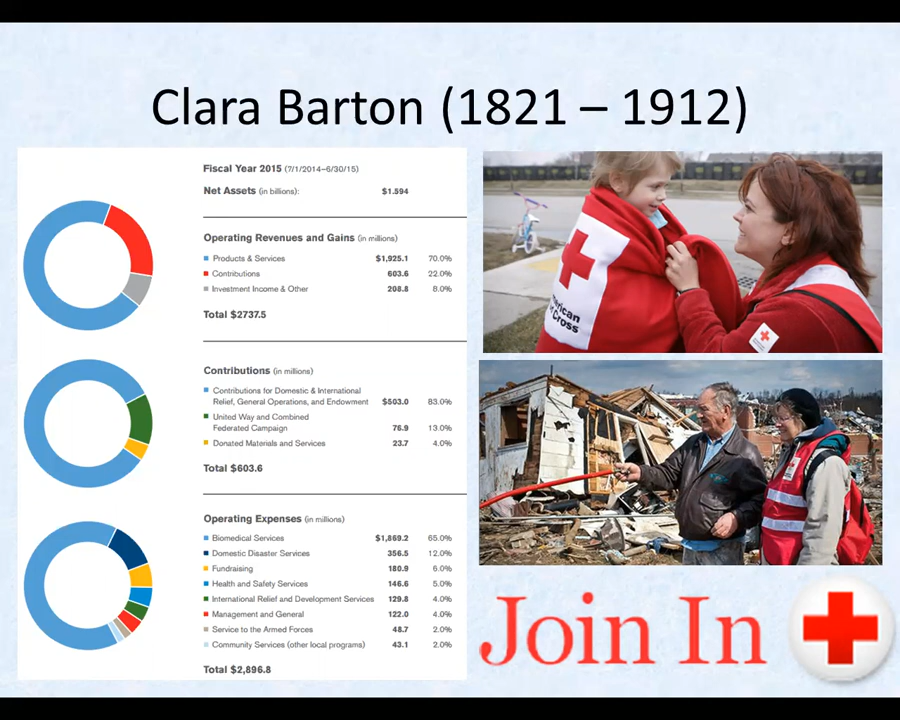 Clara Barton (1821 – 1912)
Fiscal Year 2015 (7/1/2014–6/30/15)
Net Assets (in billions): $1.594
Operating Revenues and Gains (in millions)
Products & Services $1,925.1 70.0%
Contributions 603.6 22.0%
Investment Income & Other 208.8 8.0%
Total $2737.5
Contributions (in millions)
Contributions for Domestic & International
Relief, General Operations, and Endowment $503.0 83.0%
United Way and Combined
Federated Campaign 76.9 13.0%
Donated Materials and Services 23.7 4.0%
Total $603.6
Operating Expenses (in millions)
Biomedical Services $1,869.2 65.0%
Domestic Disaster Services 356.5 12.0%
Fundraising 180.9 6.0%
Health and Safety Services 146.6 5.0%
International Relief and Development Services 129.8 4.0%
Management and General 122.0 4.0%
Service to the Armed Forces 48.7 2.0%
Community Services (other local programs) 43.1 2.0%
Total $2,896.8
rican
Cross
Join In